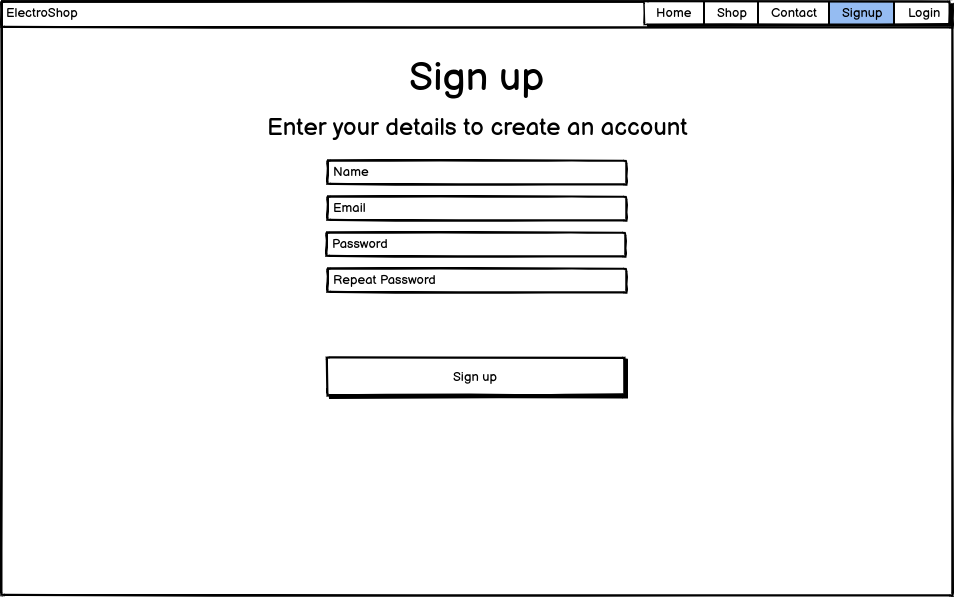 ElectroShop Home Shop Contact Signup Login
Sign up
Enter your details to create an account
Name
Email
Password
Repeat Password
Sign up